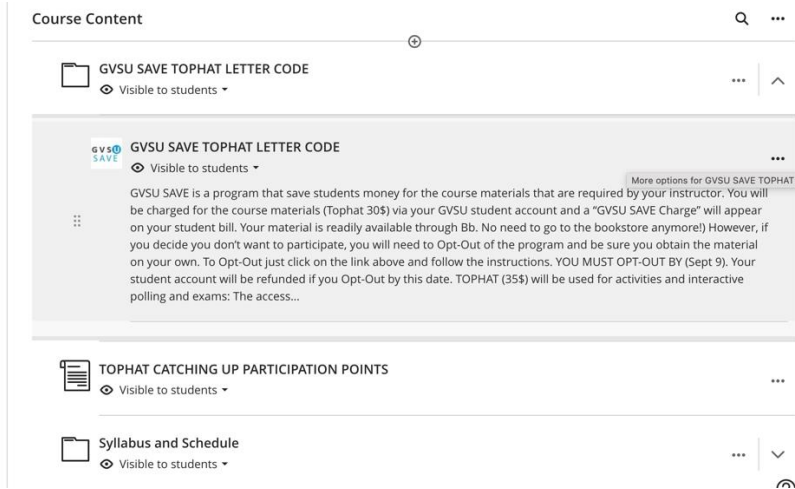 Course Content
GVSU SAVE TOPHAT LETTER CODE
Visible to students
GVSU
SAVE
GVSU SAVE TOPHAT LETTER CODE
Visible to students
More options for GVSU SAVE TOPHAT
GVSU SAVE is a program that save students money for the course materials that are required by your instructor. You will
be charged for the course materials (Tophat 30$) via your GVSU student account and a “GVSU SAVE Charge” will appear
on your student bill. Your material is readily available through Bb. No need to go to the bookstore anymore!) However, if
you decide you don’t want to participate, you will need to Opt-Out of the program and be sure you obtain the material
on your own. To Opt-Out just click on the link above and follow the instructions. YOU MUST OPT-OUT BY (Sept 9). Your
student account will be refunded if you Opt-Out by this date. TOPHAT (35$) will be used for activities and interactive
polling and exams: The access...
TOPHAT CATCHING UP PARTICIPATION POINTS
Visible to students
Syllabus and Schedule
Visible to students